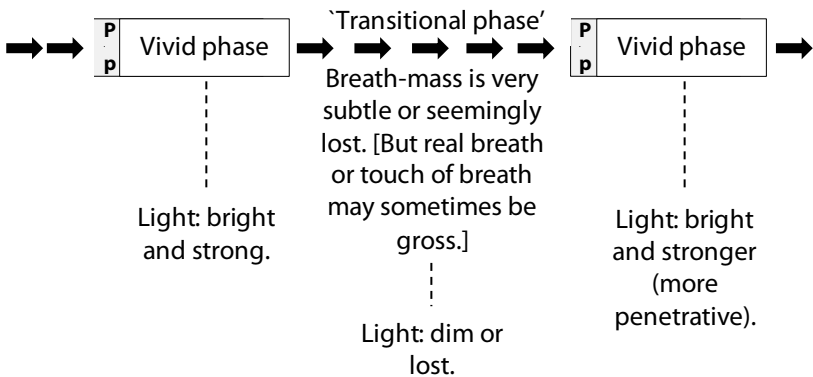 P
p
Vivid phase
Light: bright
and strong.
`Transitional phase’
Breath-mass is very
subtle or seemingly
lost. [But real breath
or touch of breath
may sometimes be
gross.]
Light: dim or
lost.
P
p
Vivid phase
Light: bright
and stronger
(more
penetrative).